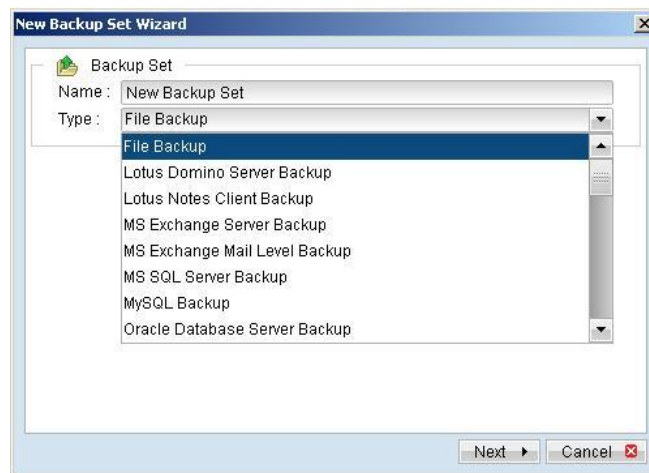 New Backup Set Wizard
Backup Set
Name : New Backup Set
Type : File Backup
File Backup
Lotus Domino Server Backup
Lotus Notes Client Backup
MS Exchange Server Backup
MS Exchange Mail Level Backup
MS SQL Server Backup
MySQL Backup
Oracle Database Server Backup
Next Cancel